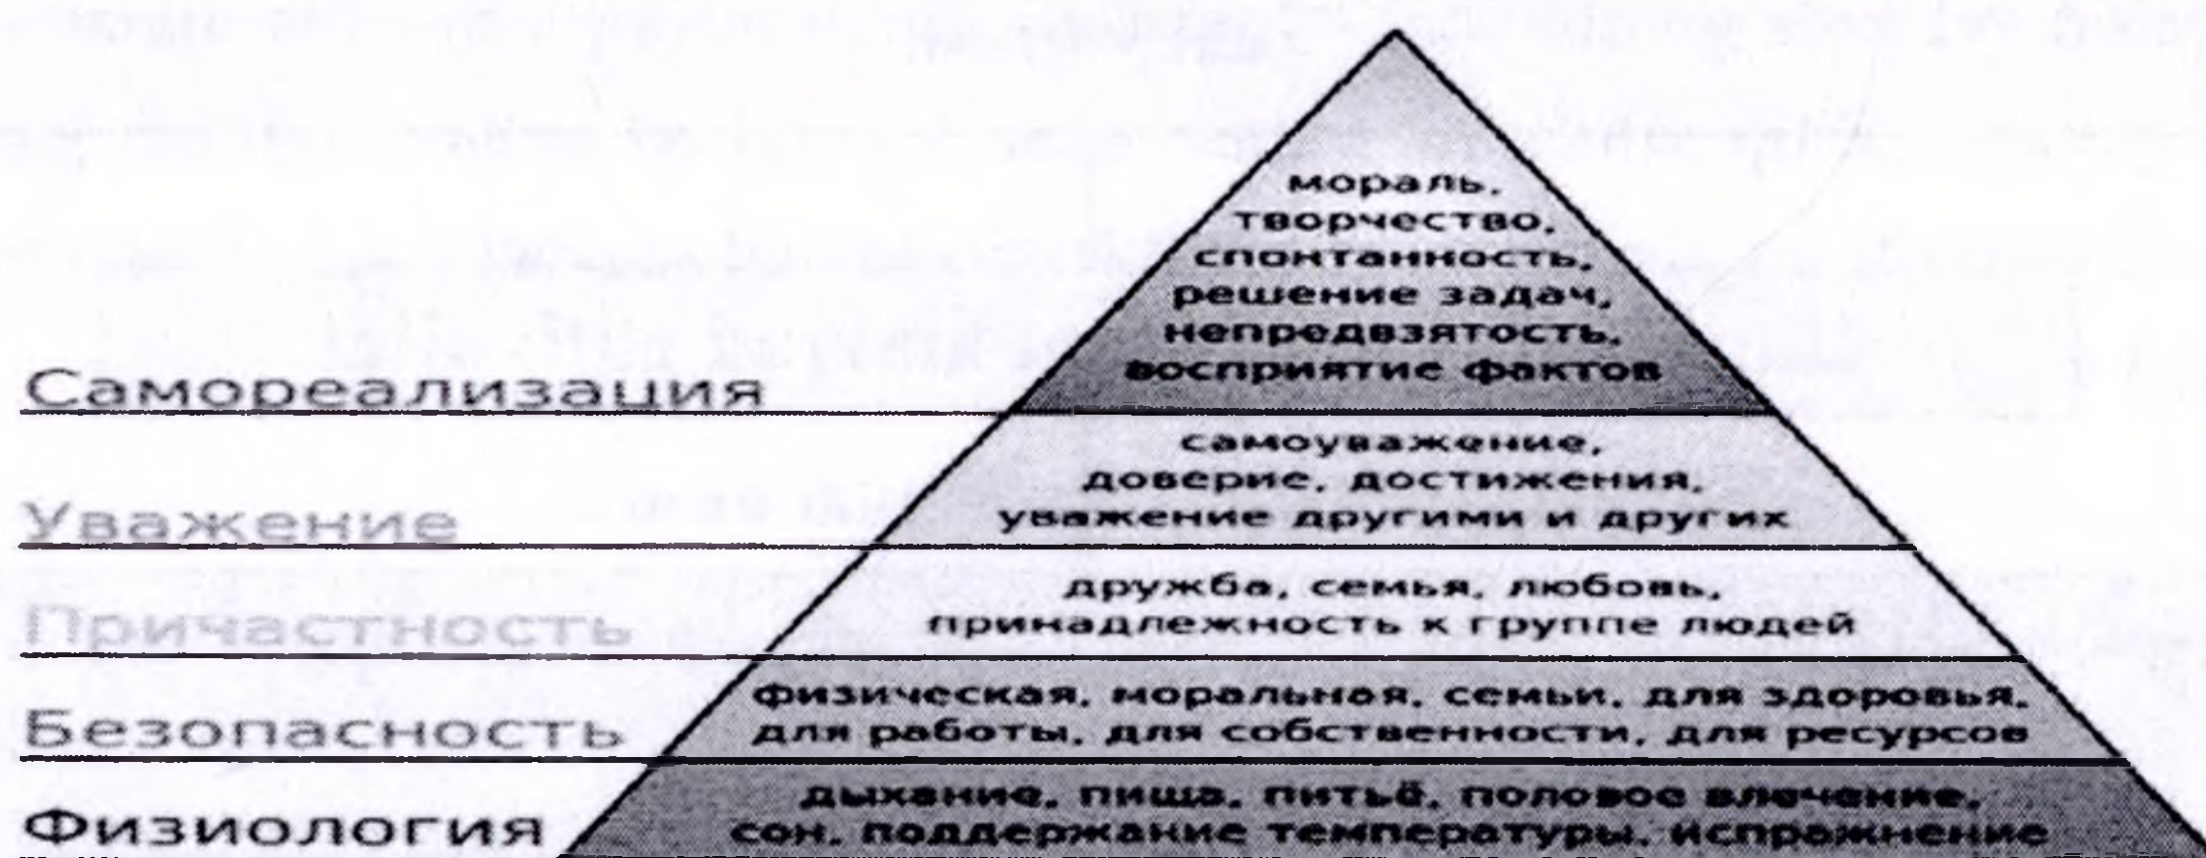 мораль,
творчество,
спонтанность,
решение задач,
непредвзятость,
восприятие фактов
Самореализация
самоуважение,
доверие, достижения,
уважение другими и других
Уважение
дружба, семья, любовь,
принадлежность к группе людей
Причастность
физическая, моральная, семьи, для здоровья,
для работы, для собственности, для ресурсов
Безопасность
дыхание, пища, питьё, половое влечение,
сон, поддержание температуры, испражнение
Физиология